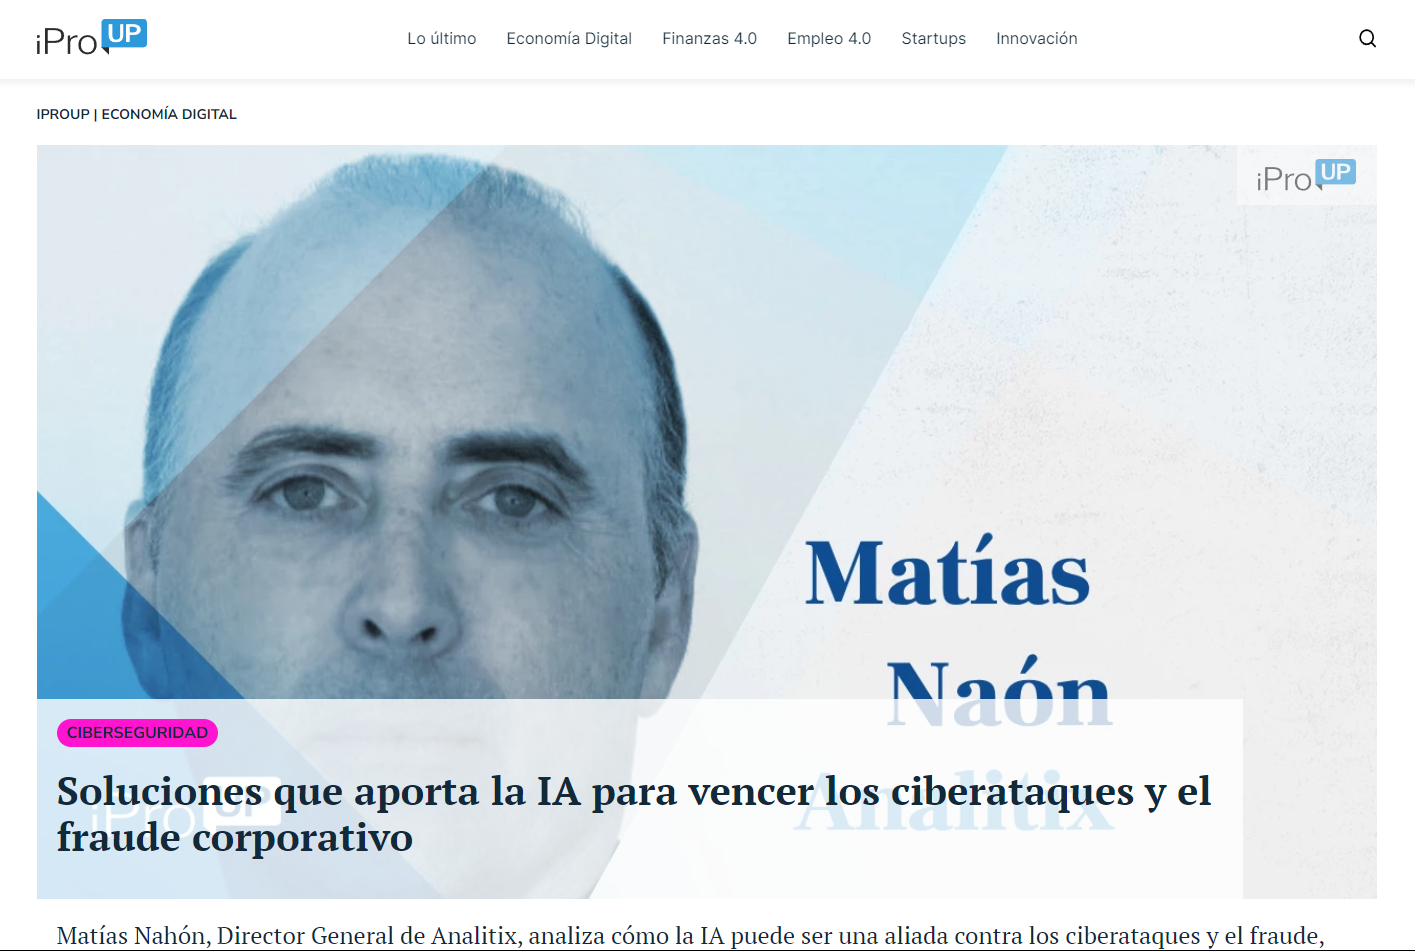 iPro UP
Lo último Economía Digital Finanzas 4.0 Empleo 4.0 Startups Innovación
IPROUP | ECONOMÍA DIGITAL
iPro UP
Matías
Naón
Analitix
iPro UP
CIBERSEGURIDAD
Soluciones que aporta la IA para vencer los ciberataques y el
fraude corporativo
Matías Nahón, Director General de Analitix, analiza cómo la IA puede ser una aliada contra los ciberataques y el fraude,